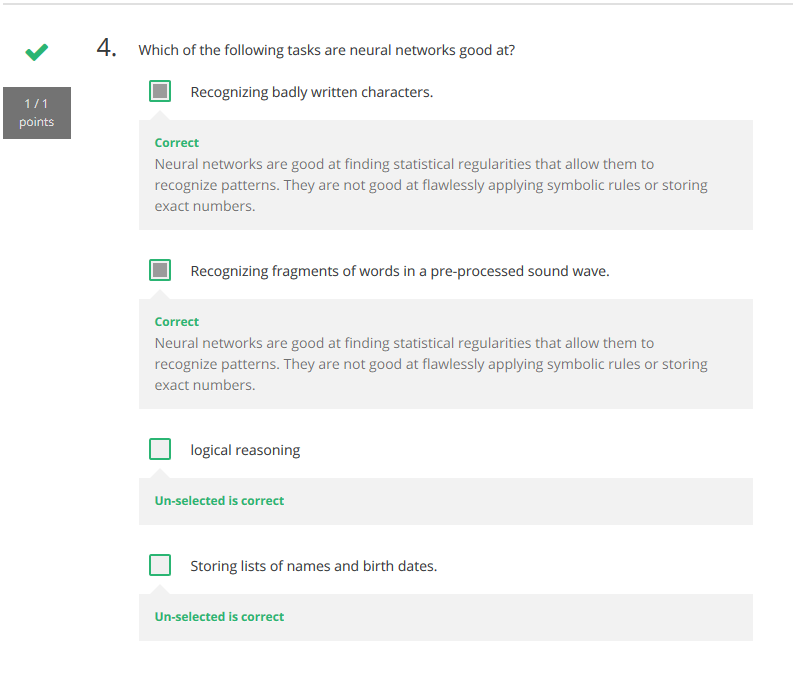 4. Which of the following tasks are neural networks good at?
1 / 1
points
Recognizing badly written characters.
Correct
Neural networks are good at finding statistical regularities that allow them to
recognize patterns. They are not good at flawlessly applying symbolic rules or storing
exact numbers.
Recognizing fragments of words in a pre-processed sound wave.
Correct
Neural networks are good at finding statistical regularities that allow them to
recognize patterns. They are not good at flawlessly applying symbolic rules or storing
exact numbers.
logical reasoning
Un-selected is correct
Storing lists of names and birth dates.
Un-selected is correct